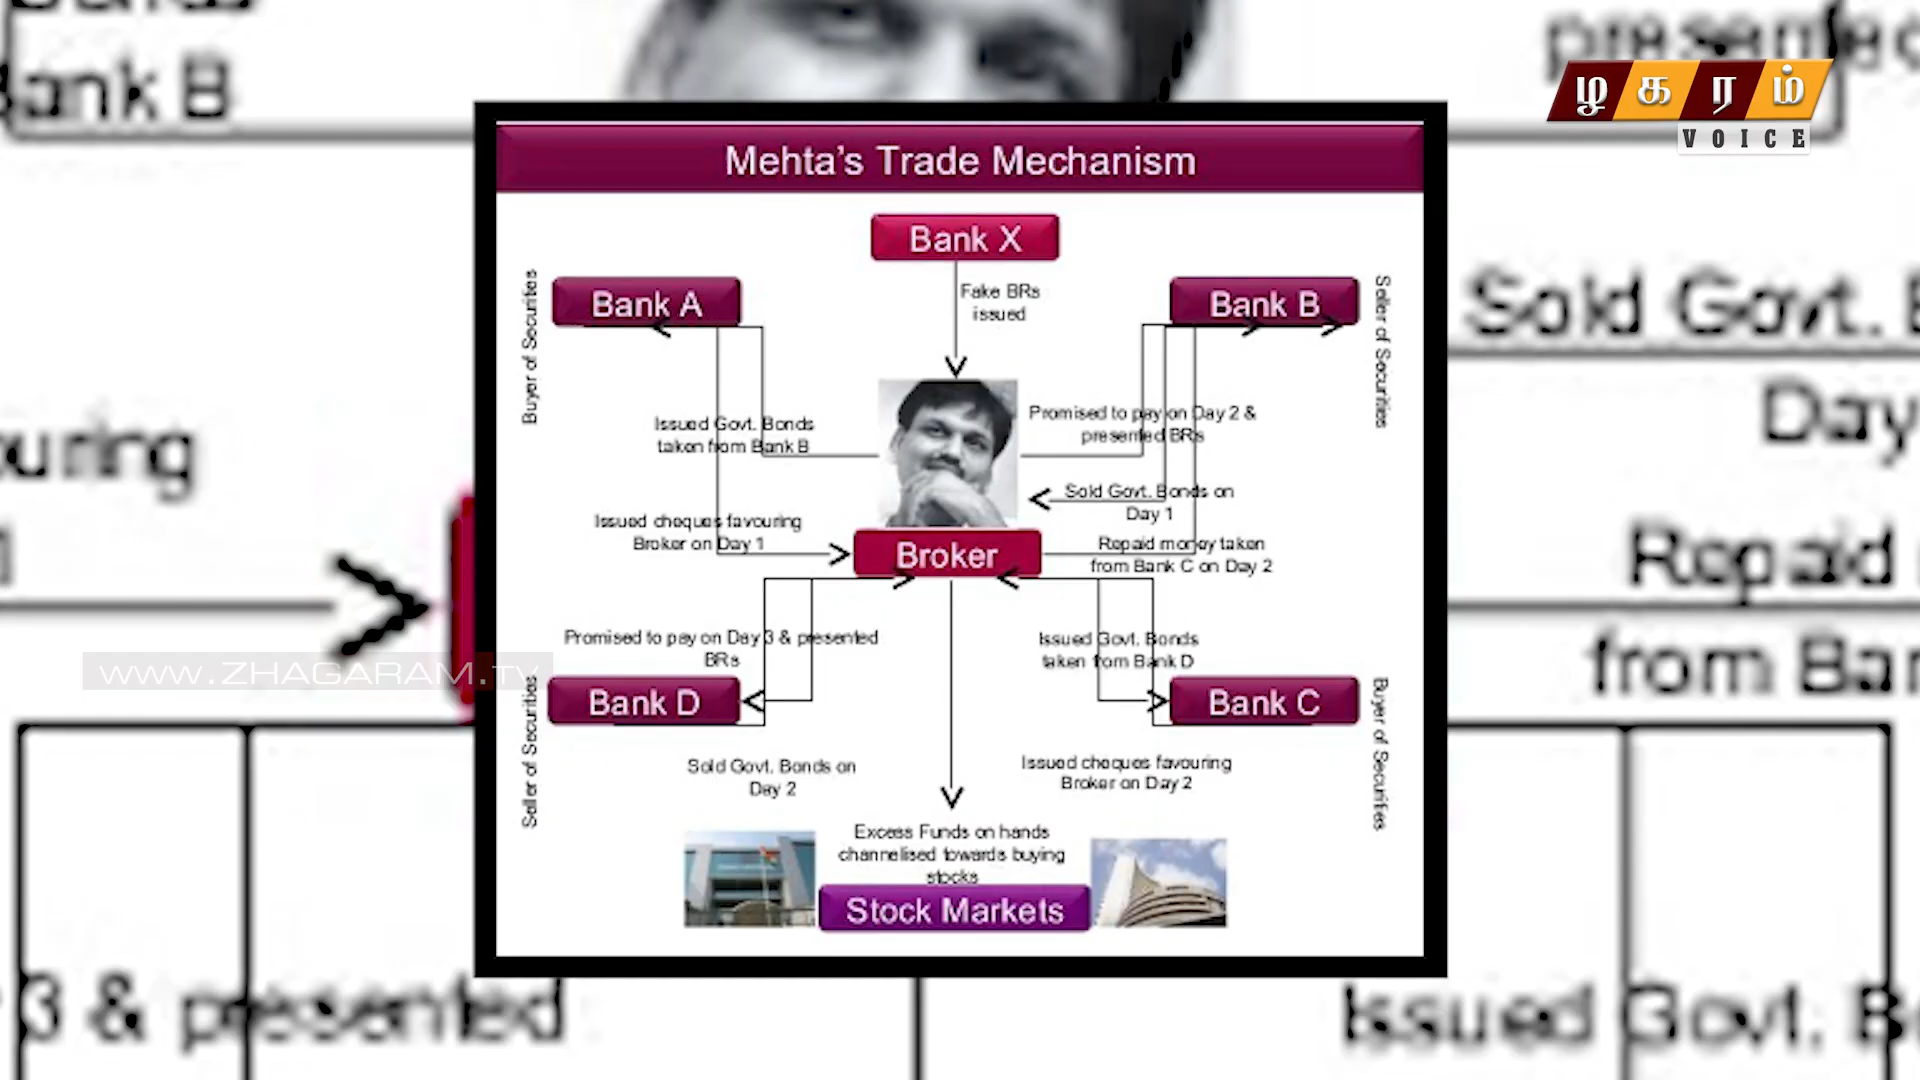 ank B
presented
ழகரம்
VOICE
Mehta's Trade Mechanism
Bank X
Fake BRs
issued
Bank A
Bank B
Buyer of Securities
Seller of Securities
Issued Govt. Bonds
taken from Bank B
Promised to pay on Day 2 &
presented BRs
Sold Govt. Bonds on
Day 1
Issued cheques favouring
Broker on Day 1
Broker
Repaid money taken
from Bank C on Day 2
Promised to pay on Day 3 & presented
BRs
Issued Govt. Bonds
taken from Bank D
Bank D
Bank C
Seller of Securities
Buyer of Securities
Sold Govt. Bonds on
Day 2
Issued cheques favouring
Broker on Day 2
Excess Funds on hands
channelised towards buying
stocks
Stock Markets
Sold Govt. B
Day
ouring
Repaid
from Ban
www.ZHAGARAM.tv
3 & presented
Issued Govt. Bo